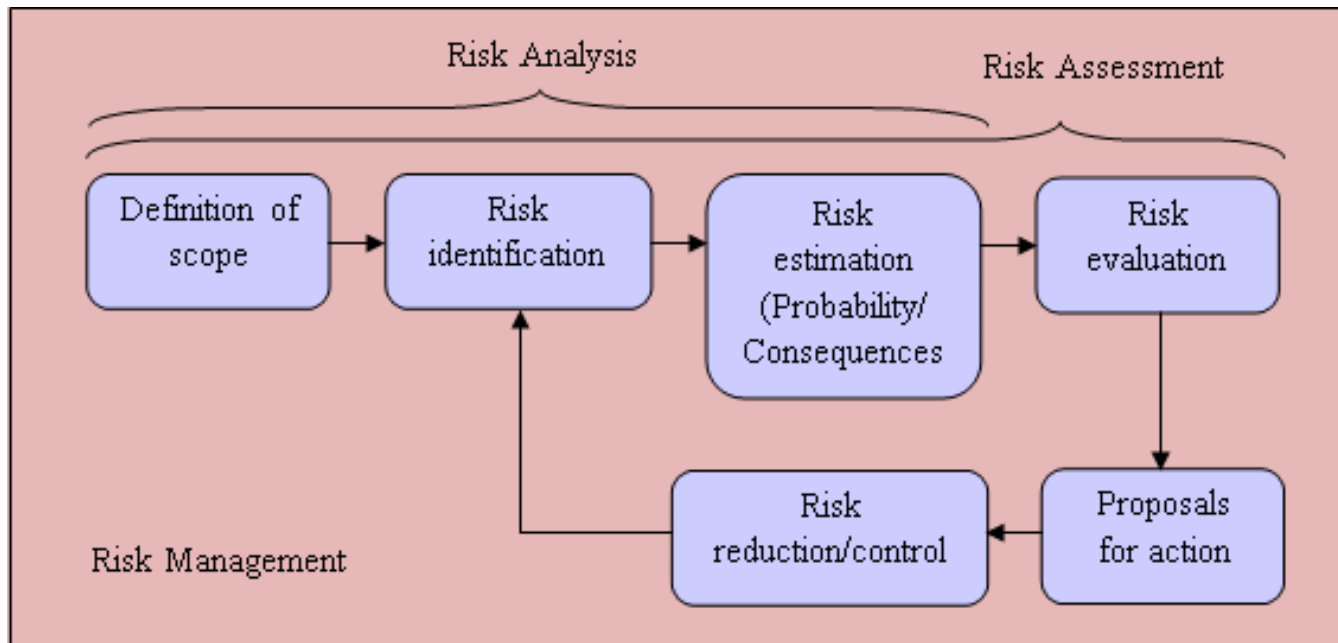 Risk Analysis
Risk Assessment
Definition of
scope
Risk
identification
Risk
estimation
(Probability/
Consequences
Risk
evaluation
Risk
reduction/control
Proposals
for action
Risk Management